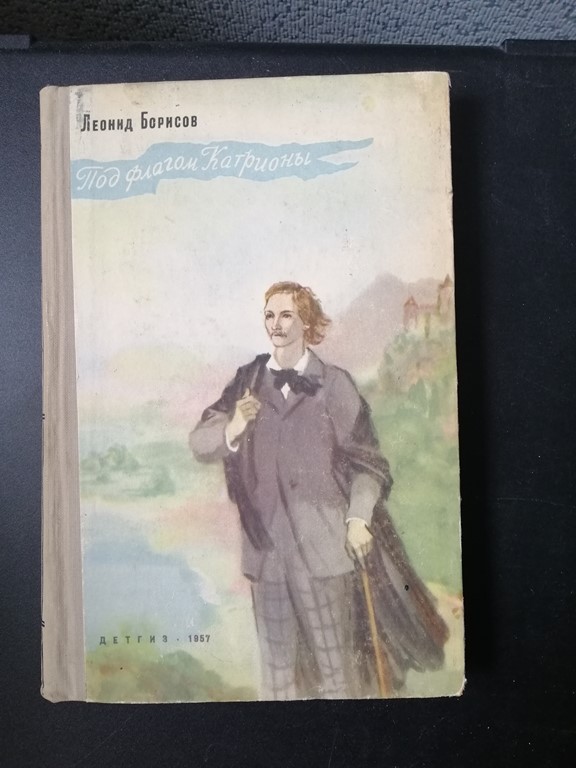 Леонид Борисов
Под флагом Катрионы
ДЕТГИЗ · 1957